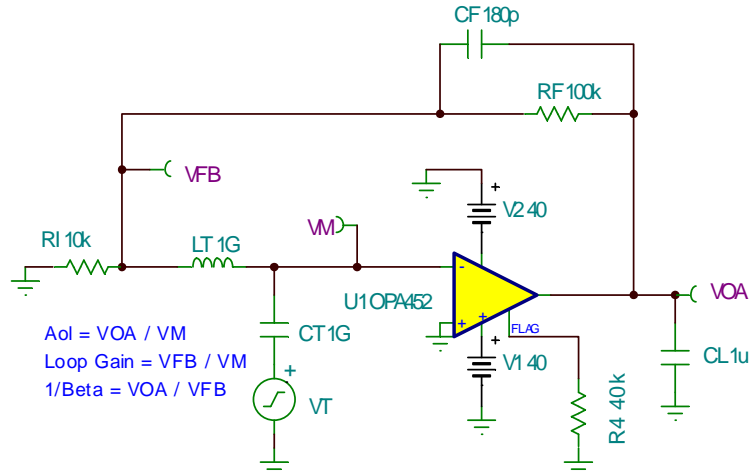 CF 180p
RF 100k
VFB
V2 40
VM
RI 10k
LT 1G
U1 OPA452
VOA
FLAG
Aol = VOA / VM
Loop Gain = VFB / VM
1/Beta = VOA / VFB
CT 1G
V1 40
CL 1u
VT
R4 40k